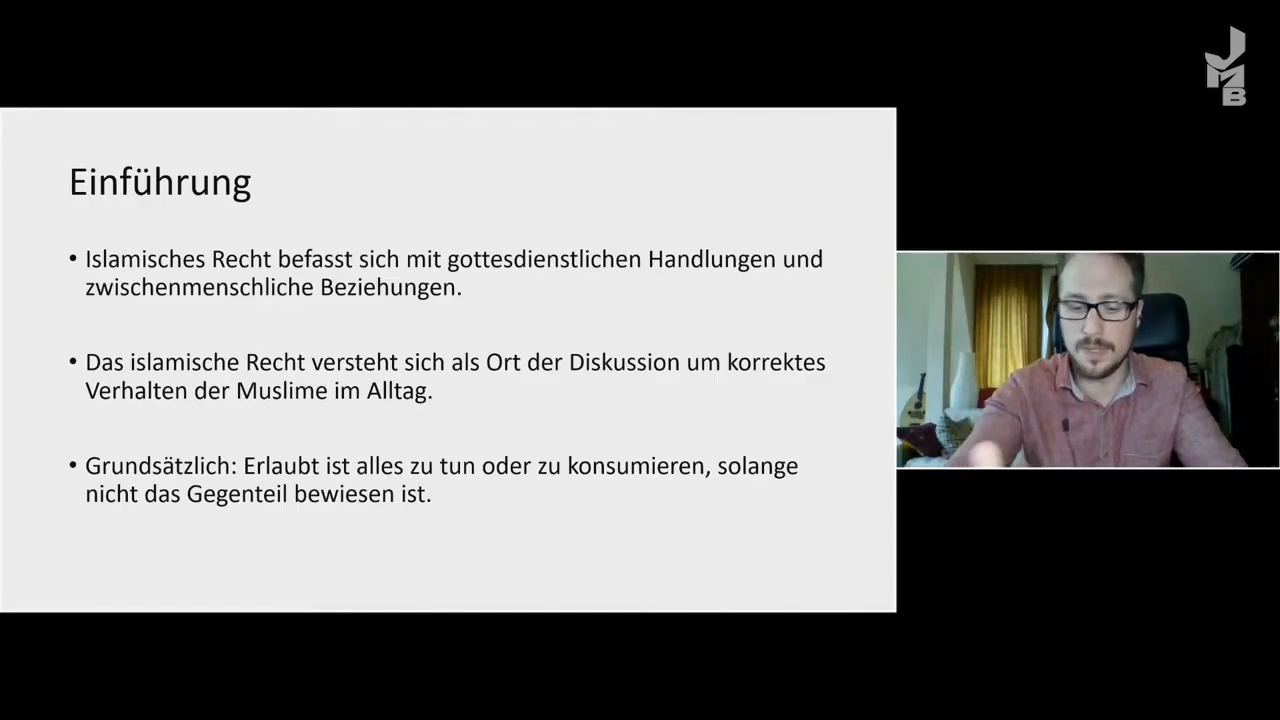 JMB
Einführung
• Islamisches Recht befasst sich mit gottesdienstlichen Handlungen und
zwischenmenschliche Beziehungen.
• Das islamische Recht versteht sich als Ort der Diskussion um korrektes
Verhalten der Muslime im Alltag.
• Grundsätzlich: Erlaubt ist alles zu tun oder zu konsumieren, solange
nicht das Gegenteil bewiesen ist.